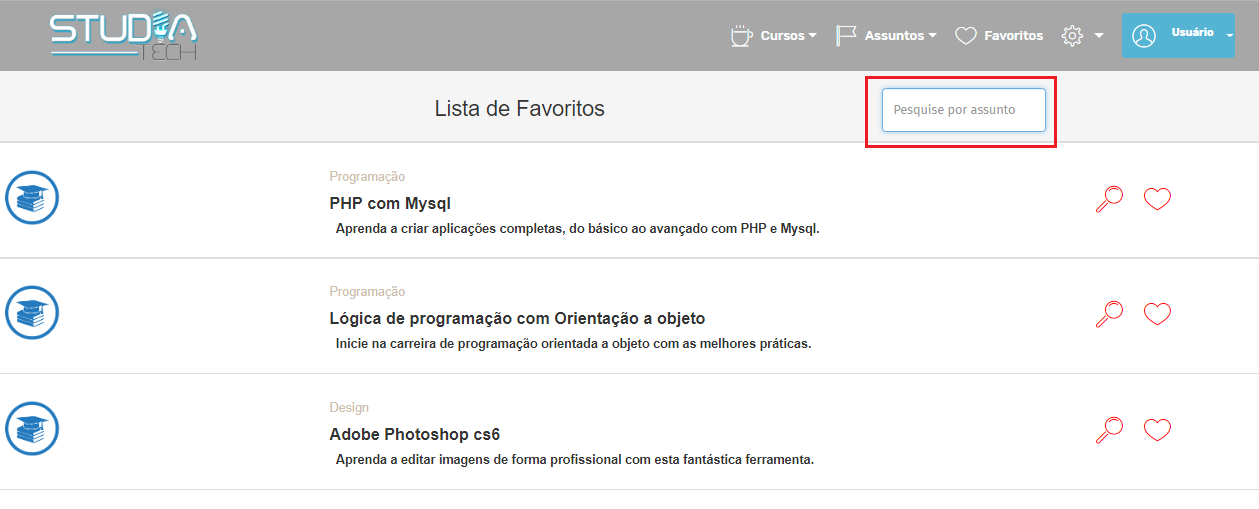 STUDIA
TECH
Cursos
Assuntos
Favoritos
Usuário
Lista de Favoritos
Pesquise por assunto
Programação
PHP com Mysql
Aprenda a criar aplicações completas, do básico ao avançado com PHP e Mysql.
Programação
Lógica de programação com Orientação a objeto
Inicie na carreira de programação orientada a objeto com as melhores práticas.
Design
Adobe Photoshop cs6
Aprenda a editar imagens de forma profissional com esta fantástica ferramenta.